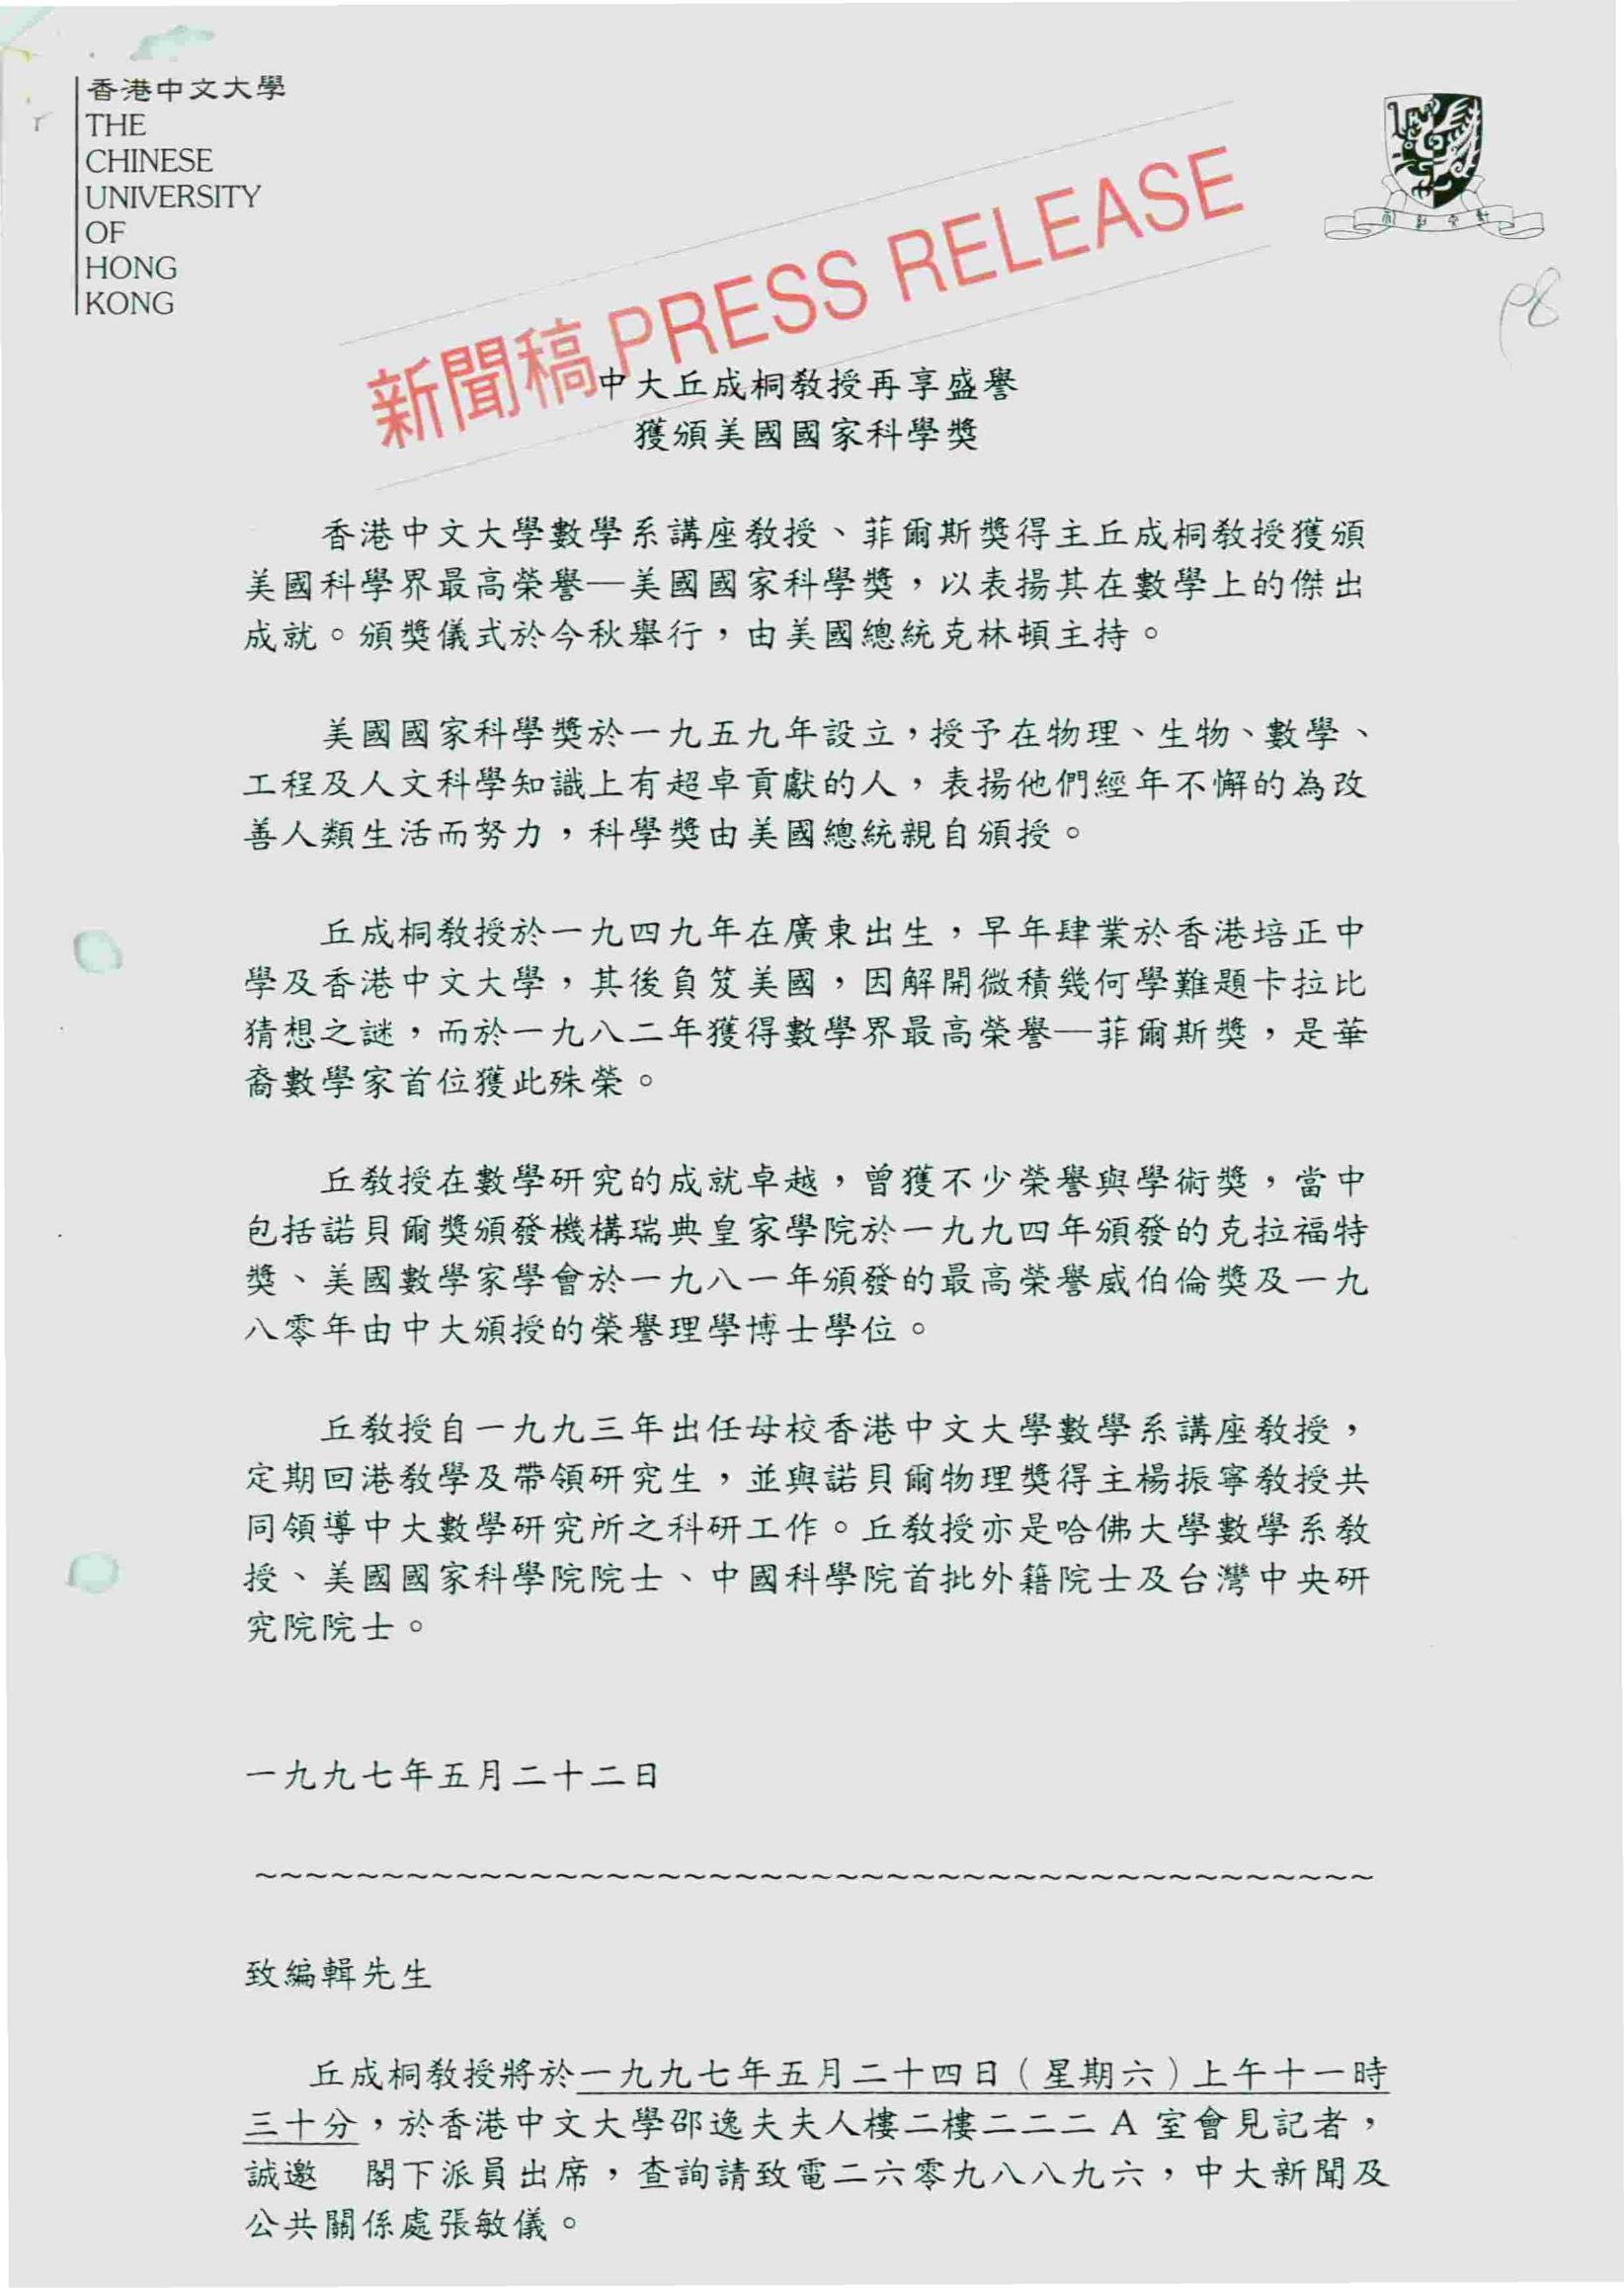 香港中文大學
THE
CHINESE
UNIVERSITY
OF
HONG
KONG
新聞稿 PRESS RELEASE
p8
中大丘成桐教授再享盛譽
獲頒美國國家科學獎
香港中文大學數學系講座教授、菲爾斯獎得主丘成桐教授獲頒
美國科學界最高榮譽—美國國家科學獎，以表揚其在數學上的傑出
成就。頒獎儀式於今秋舉行，由美國總統克林頓主持。
美國國家科學獎於一九五九年設立，授予在物理、生物、數學、
工程及人文科學知識上有超卓貢獻的人，表揚他們經年不懈的為改
善人類生活而努力，科學獎由美國總統親自頒授。
丘成桐教授於一九四九年在廣東出生，早年肄業於香港培正中
學及香港中文大學，其後負笈美國，因解開微積幾何學難題卡拉比
猜想之謎，而於一九八二年獲得數學界最高榮譽—菲爾斯獎，是華
裔數學家首位獲此殊榮。
丘教授在數學研究的成就卓越，曾獲不少榮譽與學術獎，當中
包括諾貝爾獎頒發機構瑞典皇家學院於一九九四年頒發的克拉福特
獎、美國數學家學會於一九八一年頒發的最高榮譽威伯倫獎及一九
八零年由中大頒授的榮譽理學博士學位。
丘教授自一九九三年出任母校香港中文大學數學系講座教授，
定期回港教學及帶領研究生，並與諾貝爾物理獎得主楊振寧教授共
同領導中大數學研究所之科研工作。丘教授亦是哈佛大學數學系教
授、美國國家科學院院士、中國科學院首批外籍院士及台灣中央研
究院院士。
一九九七年五月二十二日
~~~~~~~~~~~~~~~~~~~~~~~~~~~~~~~~~~~~~~~~~~~~~
致編輯先生
丘成桐教授將於一九九七年五月二十四日（星期六）上午十一時
三十分，於香港中文大學邵逸夫夫人樓二樓二二二 A 室會見記者，
誠邀　閣下派員出席，查詢請致電二六零九八八九六，中大新聞及
公共關係處張敏儀。